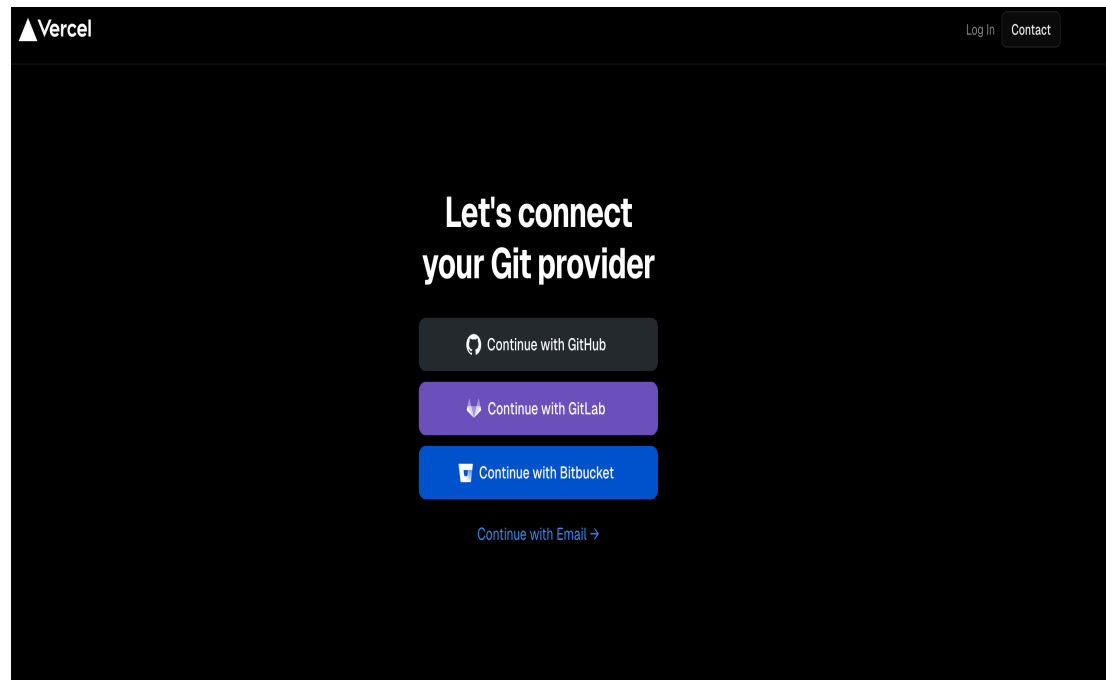 Vercel
Log In
Contact
Let's connect
your Git provider
Continue with GitHub
Continue with GitLab
Continue with Bitbucket
Continue with Email →